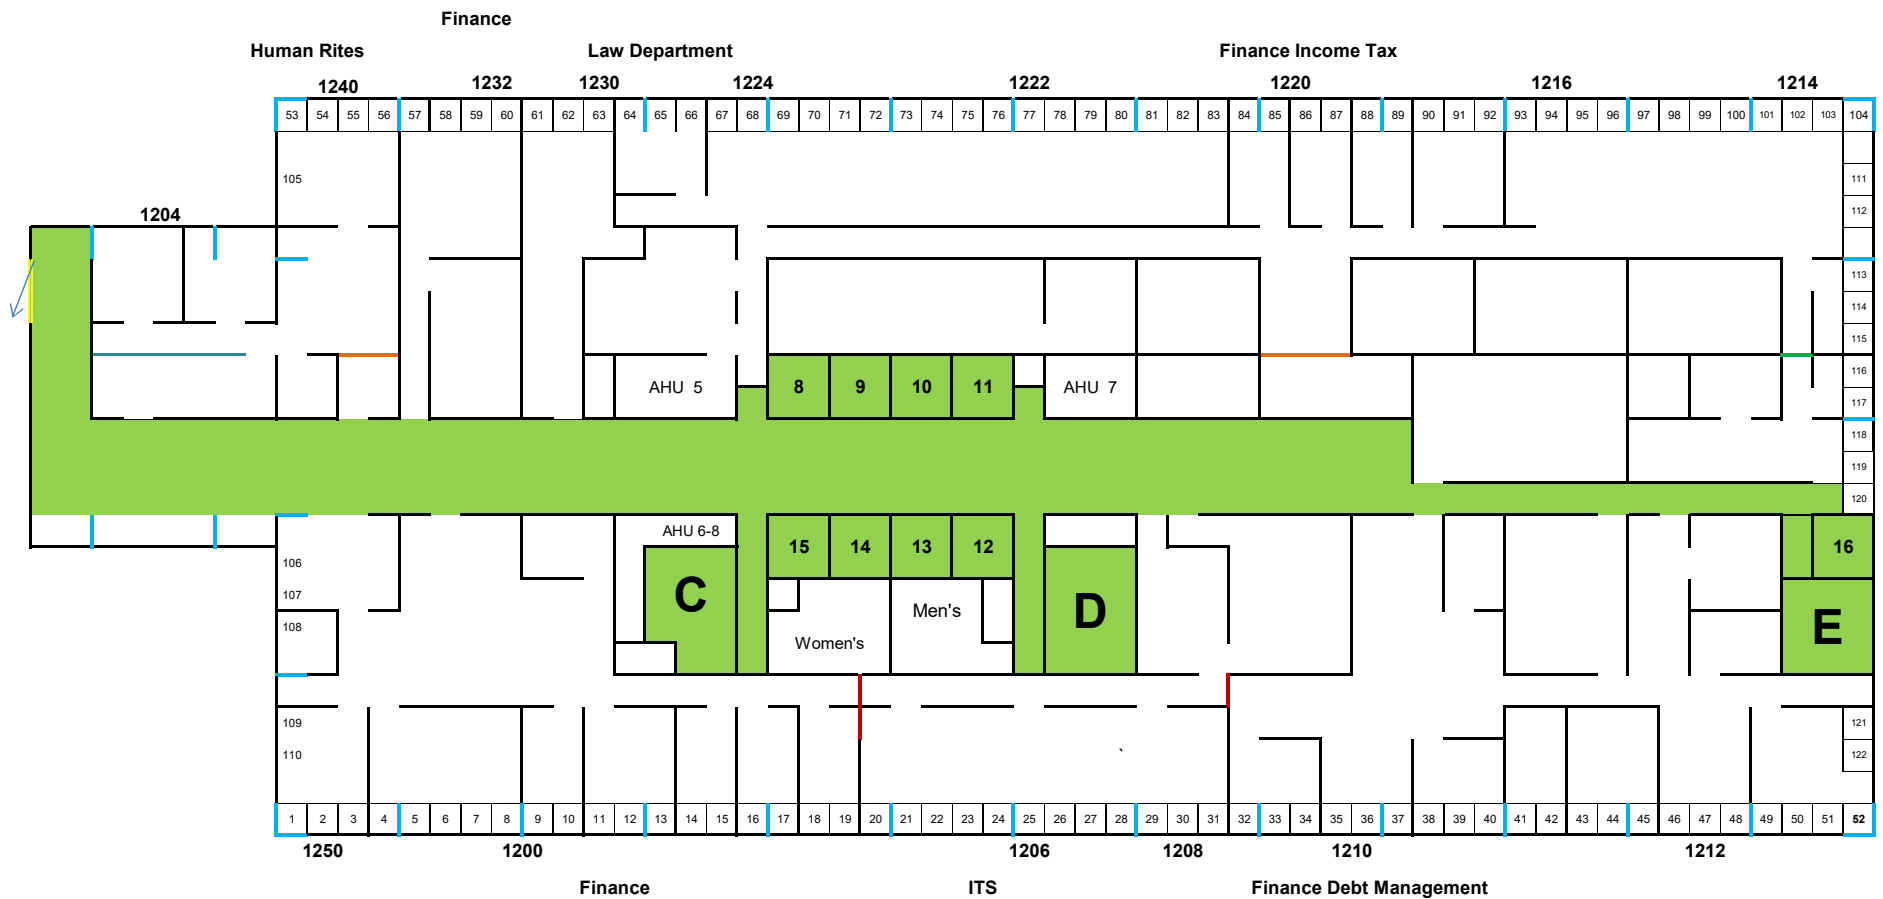 Finance
Human Rites Law Department Finance Income Tax
1240 1232 1230 1224 1222 1220 1216 1214
53 54 55 56 57 58 59 60 61 62 63 64 65 66 67 68 69 70 71 72 73 74 75 76 77 78 79 80 81 82 83 84 85 86 87 88 89 90 91 92 93 94 95 96 97 98 99 100 101 102 103 104
105 111
112
1204
113
114
115
116
AHU 5 8 9 10 11 AHU 7
117
118
119
120
AHU 6-8
15 14 13 12 16
106
107
C D E
Men's
108
Women's
109 121
110 ` 122
1 2 3 4 5 6 7 8 9 10 11 12 13 14 15 16 17 18 19 20 21 22 23 24 25 26 27 28 29 30 31 32 33 34 35 36 37 38 39 40 41 42 43 44 45 46 47 48 49 50 51 52
1250 1200 1206 1208 1210 1212
Finance ITS Finance Debt Management